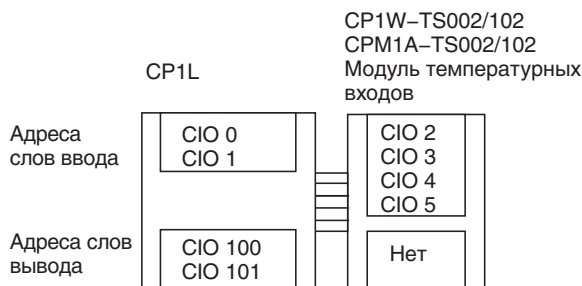 CP1W–TS002/102
CPM1A–TS002/102
Модуль температурных
входов
CP1L
Адреса
слов ввода
CIO 0
CIO 1
CIO 2
CIO 3
CIO 4
CIO 5
Адреса слов
вывода
CIO 100
CIO 101
Нет